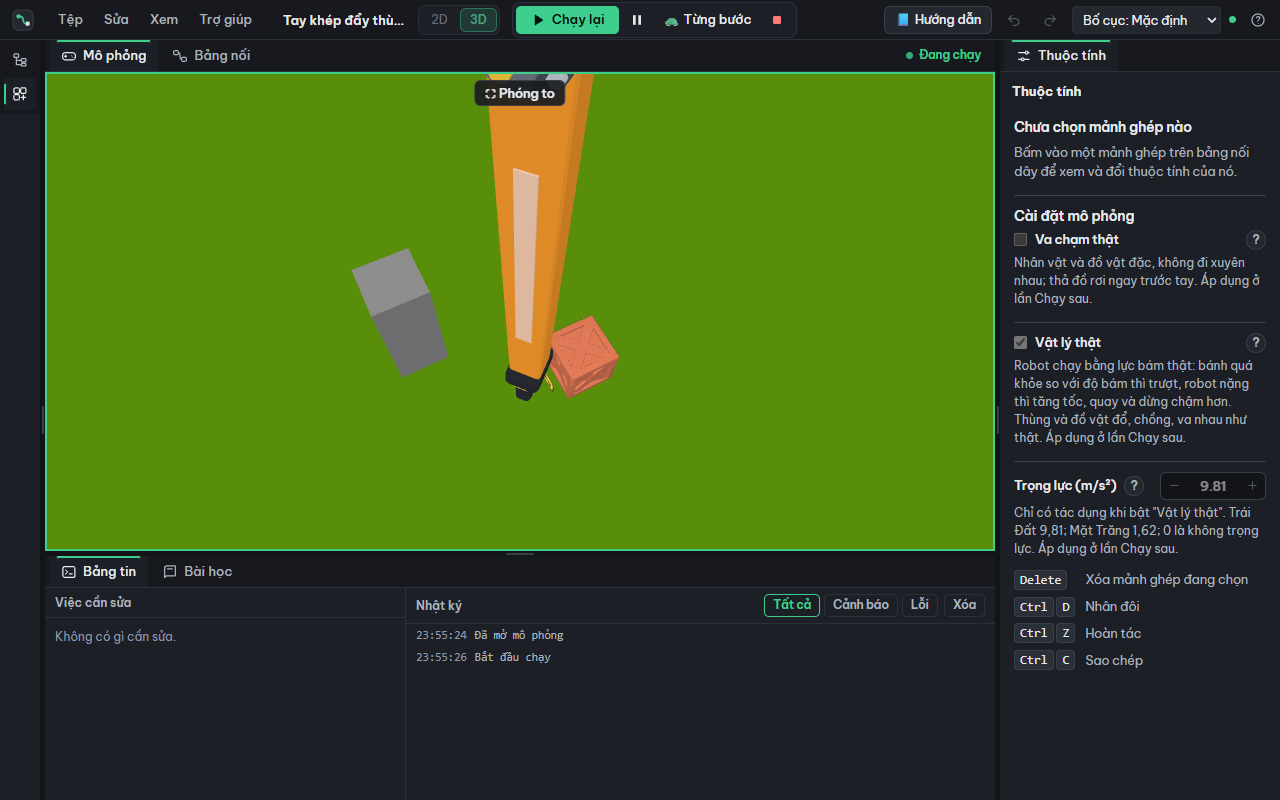 Tệp Sửa Xem Trợ giúp Tay khép đẩy thù... 2D 3D Chạy lại Từng bước Hướng dẫn Bố cục: Mặc định
Mô phỏng Bảng nối Đang chạy Thuộc tính
Phóng to
Thuộc tính
Chưa chọn mảnh ghép nào
Bấm vào một mảnh ghép trên bảng nối
dây để xem và đổi thuộc tính của nó.
Cài đặt mô phỏng
Va chạm thật ?
Nhân vật và đồ vật đặc, không đi xuyên
nhau; thả đồ rơi ngay trước tay. Áp dụng ở
lần Chạy sau.
Vật lý thật ?
Robot chạy bằng lực bám thật: bánh quá
khỏe so với độ bám thì trượt, robot nặng
thì tăng tốc, quay và dừng chậm hơn.
Thùng và đồ vật đổ, chồng, va nhau như
thật. Áp dụng ở lần Chạy sau.
Trọng lực (m/s²) ? − 9.81 +
Chỉ có tác dụng khi bật "Vật lý thật". Trái
Đất 9,81; Mặt Trăng 1,62; 0 là không trọng
lực. Áp dụng ở lần Chạy sau.
Delete Xóa mảnh ghép đang chọn
Ctrl D Nhân đôi
Ctrl Z Hoàn tác
Ctrl C Sao chép
Bảng tin Bài học
Việc cần sửa
Không có gì cần sửa.
Nhật ký Tất cả Cảnh báo Lỗi Xóa
23:55:24 Đã mở mô phỏng
23:55:26 Bắt đầu chạy